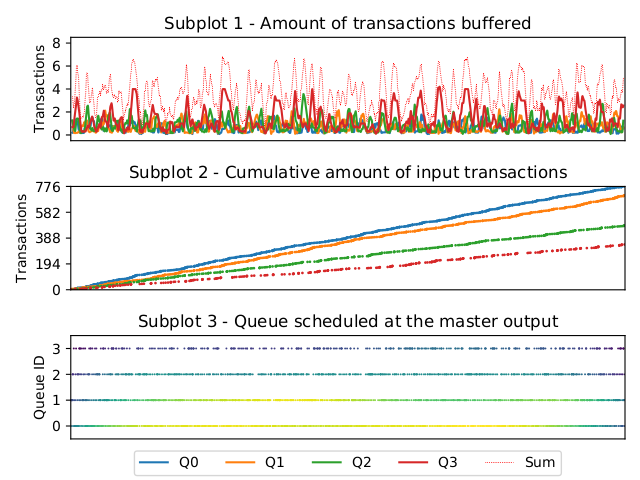 Subplot 1 - Amount of transactions buffered
8
6
4
2
0
Transactions
Subplot 2 - Cumulative amount of input transactions
776
582
388
194
0
Transactions
Subplot 3 - Queue scheduled at the master output
3
2
1
0
Queue ID
Q0 Q1 Q2 Q3 Sum